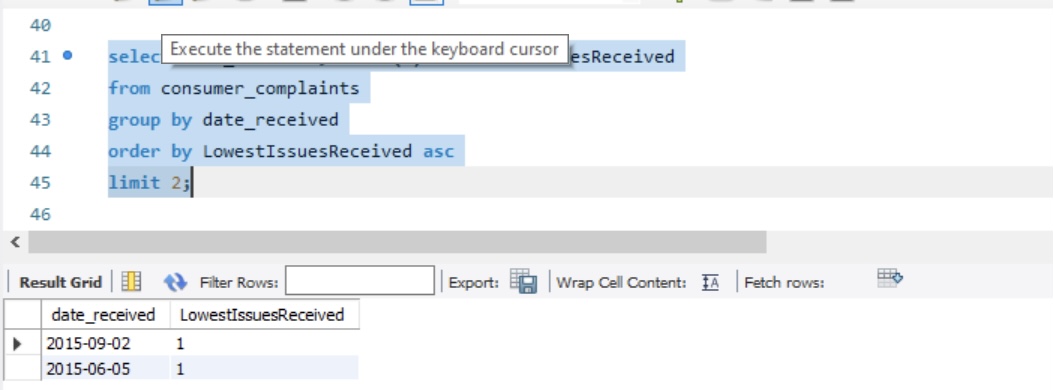 40
Execute the statement under the keyboard cursor
41 esReceived
42 from consumer_complaints
43 group by date_received
44 order by LowestIssuesReceived asc
45 limit 2;
46
Result Grid Filter Rows: Export: Wrap Cell Content: Fetch rows:
date_received LowestIssuesReceived
2015-09-02 1
2015-06-05 1